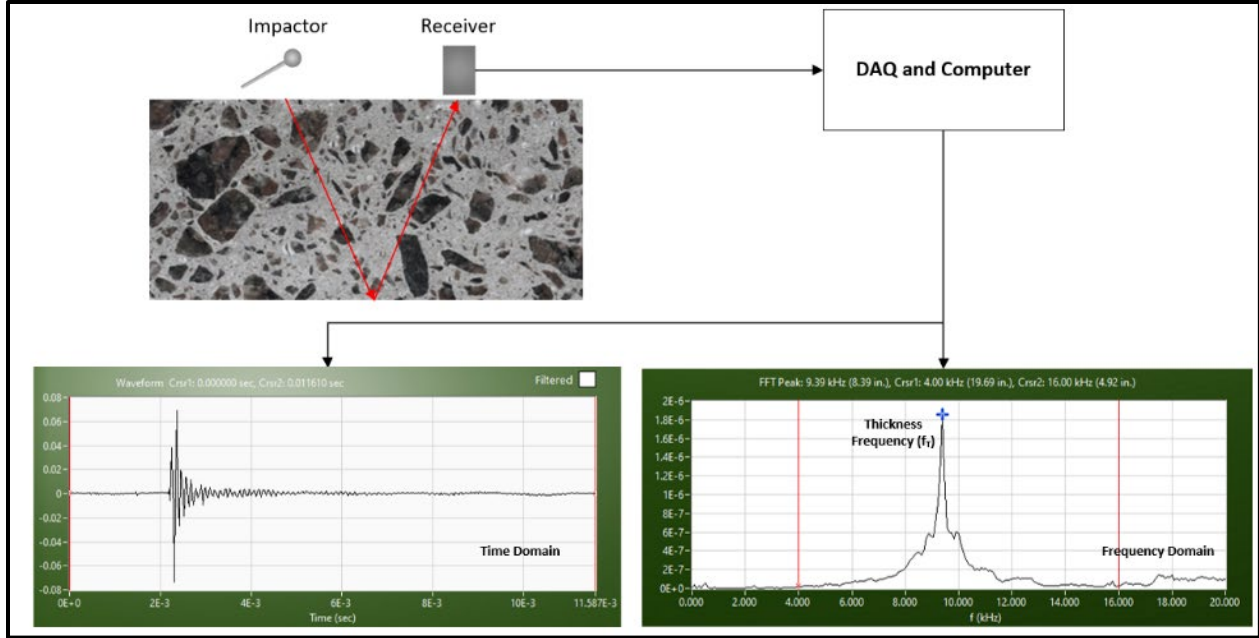 Impactor
Receiver
DAQ and Computer
Waveform Crsr1: 0.000000 sec, Crsr2: 0.011610 sec
Filtered
0.08
0.06
0.04
0.02
0
-0.02
-0.04
-0.06
-0.08
Time Domain
0E+0 2E-3 4E-3 6E-3 8E-3 10E-3 11.587E-3
Time (sec)
FFT Peak: 9.39 kHz (8.39 in.), Crsr1: 4.00 kHz (19.69 in.), Crsr2: 16.00 kHz (4.92 in.)
2E-6
1.8E-6
1.6E-6
1.4E-6
1.2E-6
1E-6
8E-7
6E-7
4E-7
2E-7
0E+0
Thickness
Frequency (fT)
Frequency Domain
0.000 2.000 4.000 6.000 8.000 10.000 12.000 14.000 16.000 18.000 20.000
f (kHz)